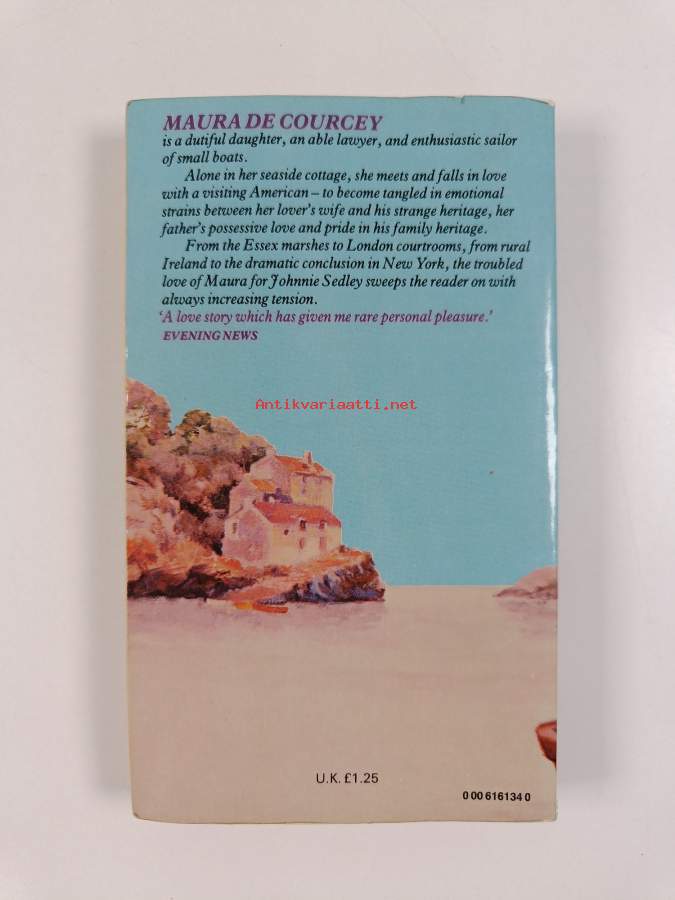 MAURA DE COURCEY
is a dutiful daughter, an able lawyer, and enthusiastic sailor
of small boats.
Alone in her seaside cottage, she meets and falls in love
with a visiting American – to become tangled in emotional
strains between her lover's wife and his strange heritage, her
father's possessive love and pride in his family heritage.
From the Essex marshes to London courtrooms, from rural
Ireland to the dramatic conclusion in New York, the troubled
love of Maura for Johnnie Sedley sweeps the reader on with
always increasing tension.
'A love story which has given me rare personal pleasure.'
EVENING NEWS
Antikvariaatti.net
U.K. £1.25
0 00 616134 0